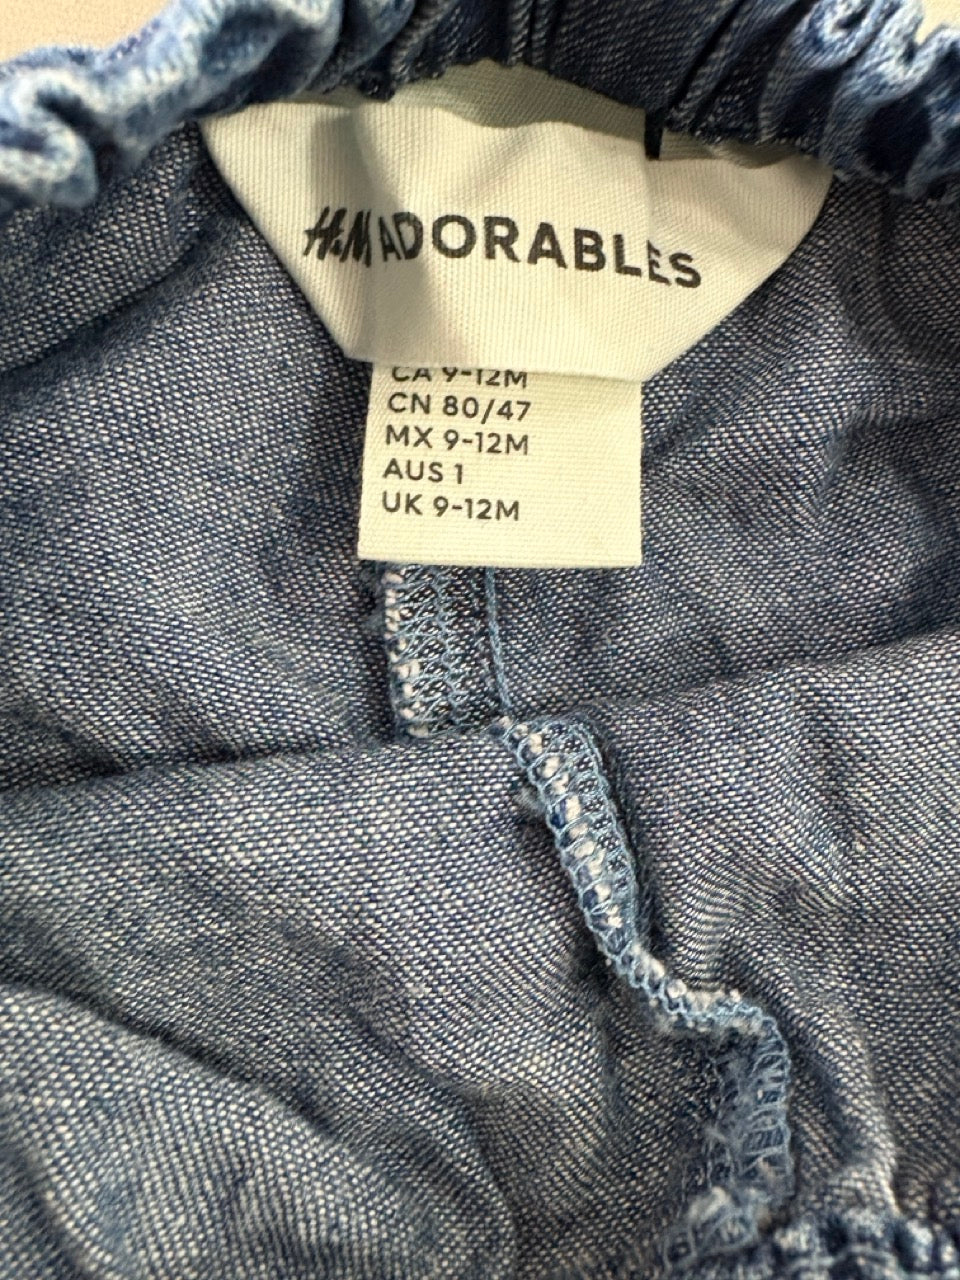 H&M ADORABLES
CA 9-12M
CN 80/47
MX 9-12M
AUS 1
UK 9-12M